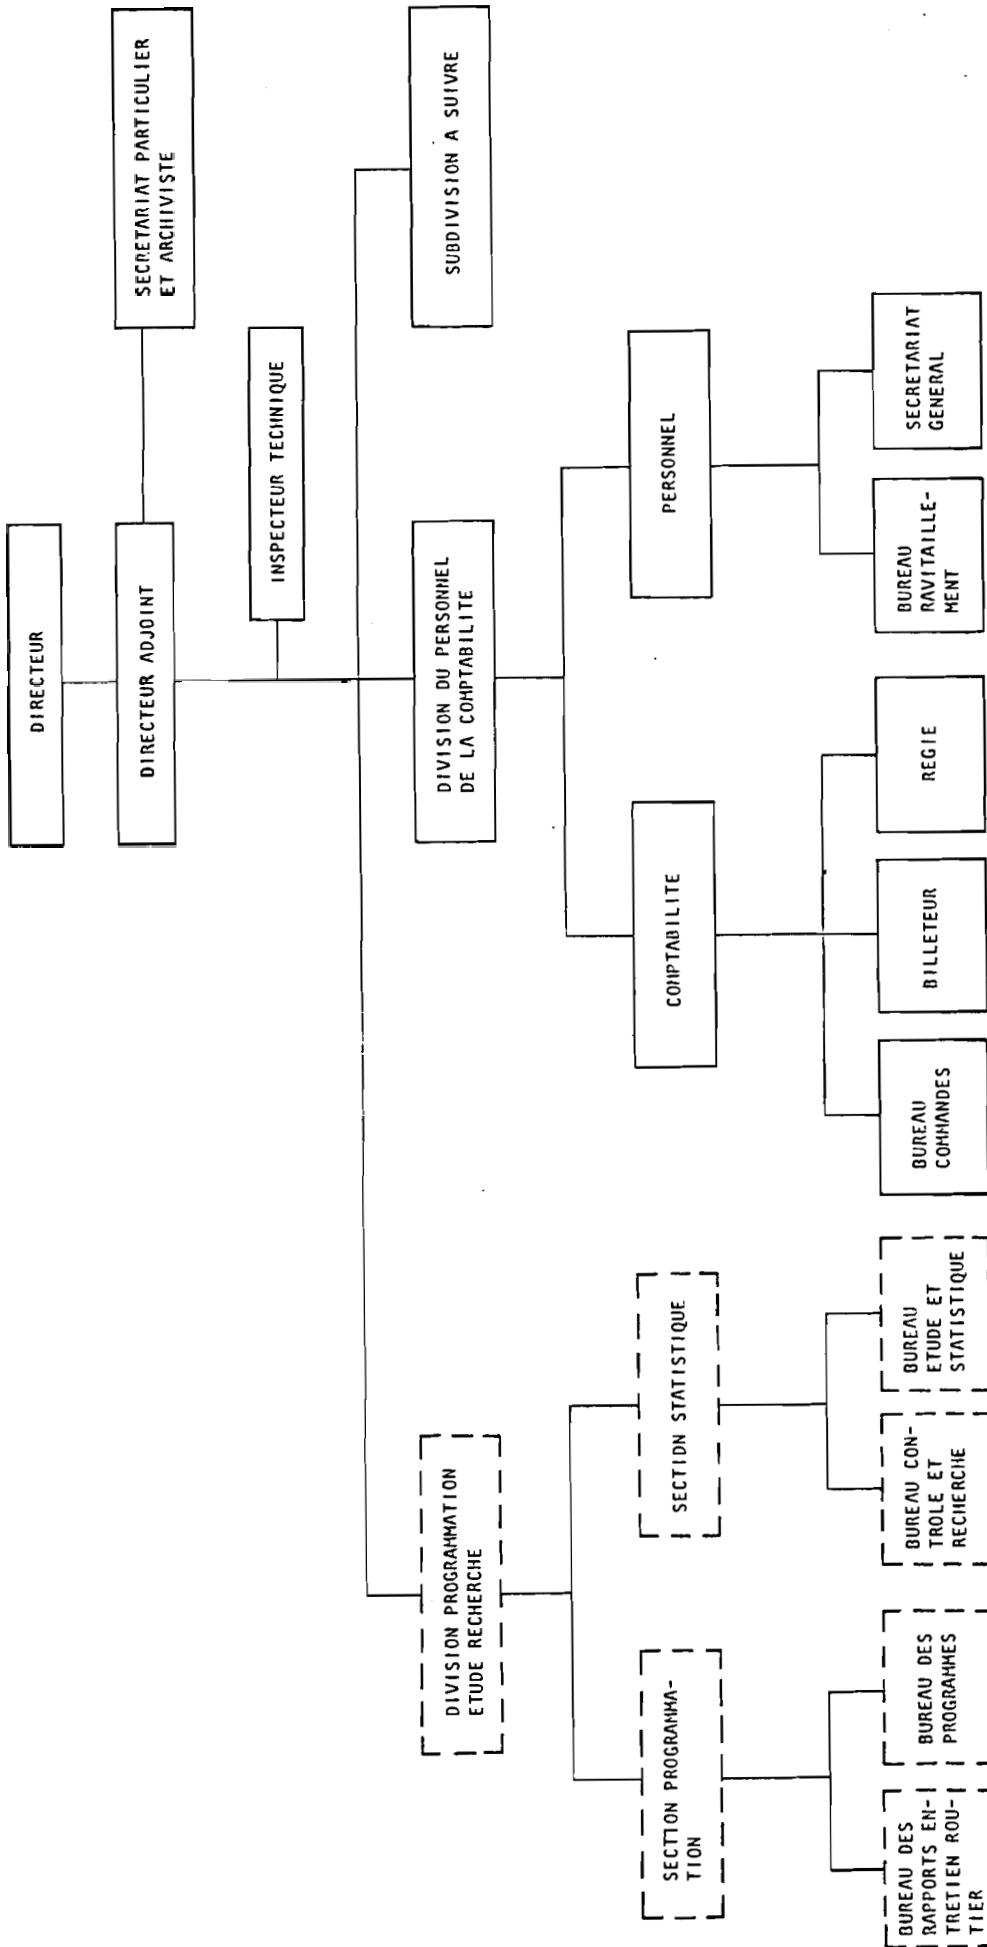 DIRECTEUR
DIRECTEUR ADJOINT
SECRETARIAT PARTICULIER
ET ARCHIVISTE
INSPECTEUR TECHNIQUE
DIVISION PROGRAMMATION
ETUDE RECHERCHE
DIVISION DU PERSONNEL
DE LA COMPTABILITE
SUBDIVISION A SUIVRE
SECTION PROGRAMMA-
TION
SECTION STATISTIQUE
COMPTABILITE
PERSONNEL
BUREAU DES
RAPPORTS EN-
TRETIEN ROU-
TIER
BUREAU DES
PROGRAMMES
BUREAU CON-
TROLE ET
RECHERCHE
BUREAU
ETUDE ET
STATISTIQUE
BUREAU
COMMANDES
BILLETEUR
REGIE
BUREAU
RAVITAILLE-
MENT
SECRETARIAT
GENERAL